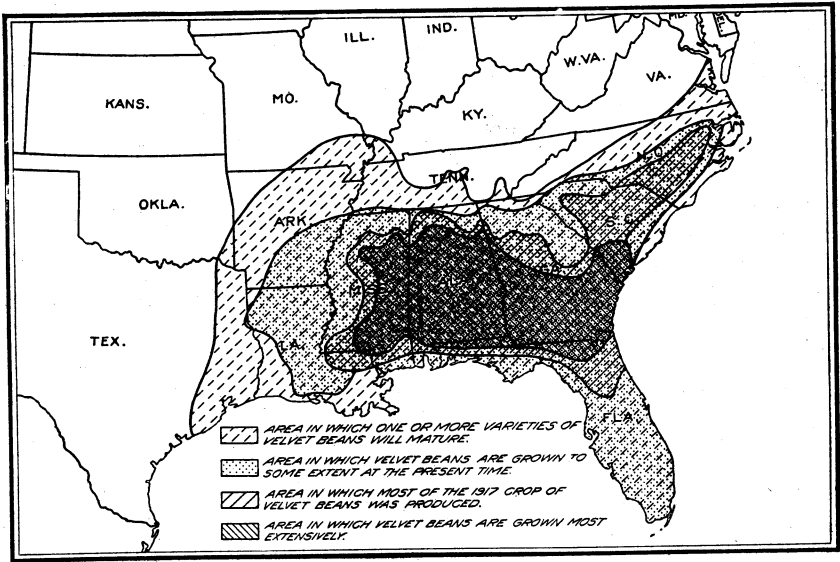 ILL.
IND.
MD.
DEL.
W.VA.
VA.
KANS.
MO.
KY.
N.C.
TENN.
OKLA.
ARK.
S.C.
TEX.
LA.
FLA.
AREA IN WHICH ONE OR MORE VARIETIES OF
VELVET BEANS WILL MATURE.
AREA IN WHICH VELVET BEANS ARE GROWN TO
SOME EXTENT AT THE PRESENT TIME.
AREA IN WHICH MOST OF THE 1917 CROP OF
VELVET BEANS WAS PRODUCED.
AREA IN WHICH VELVET BEANS ARE GROWN MOST
EXTENSIVELY.